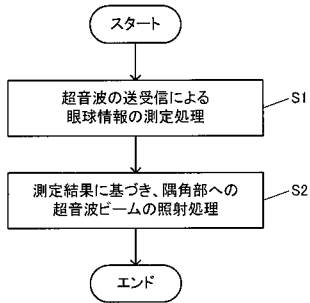 スタート
超音波の送受信による
眼球情報の測定処理
S1
測定結果に基づき、隅角部への
超音波ビームの照射処理
S2
エンド